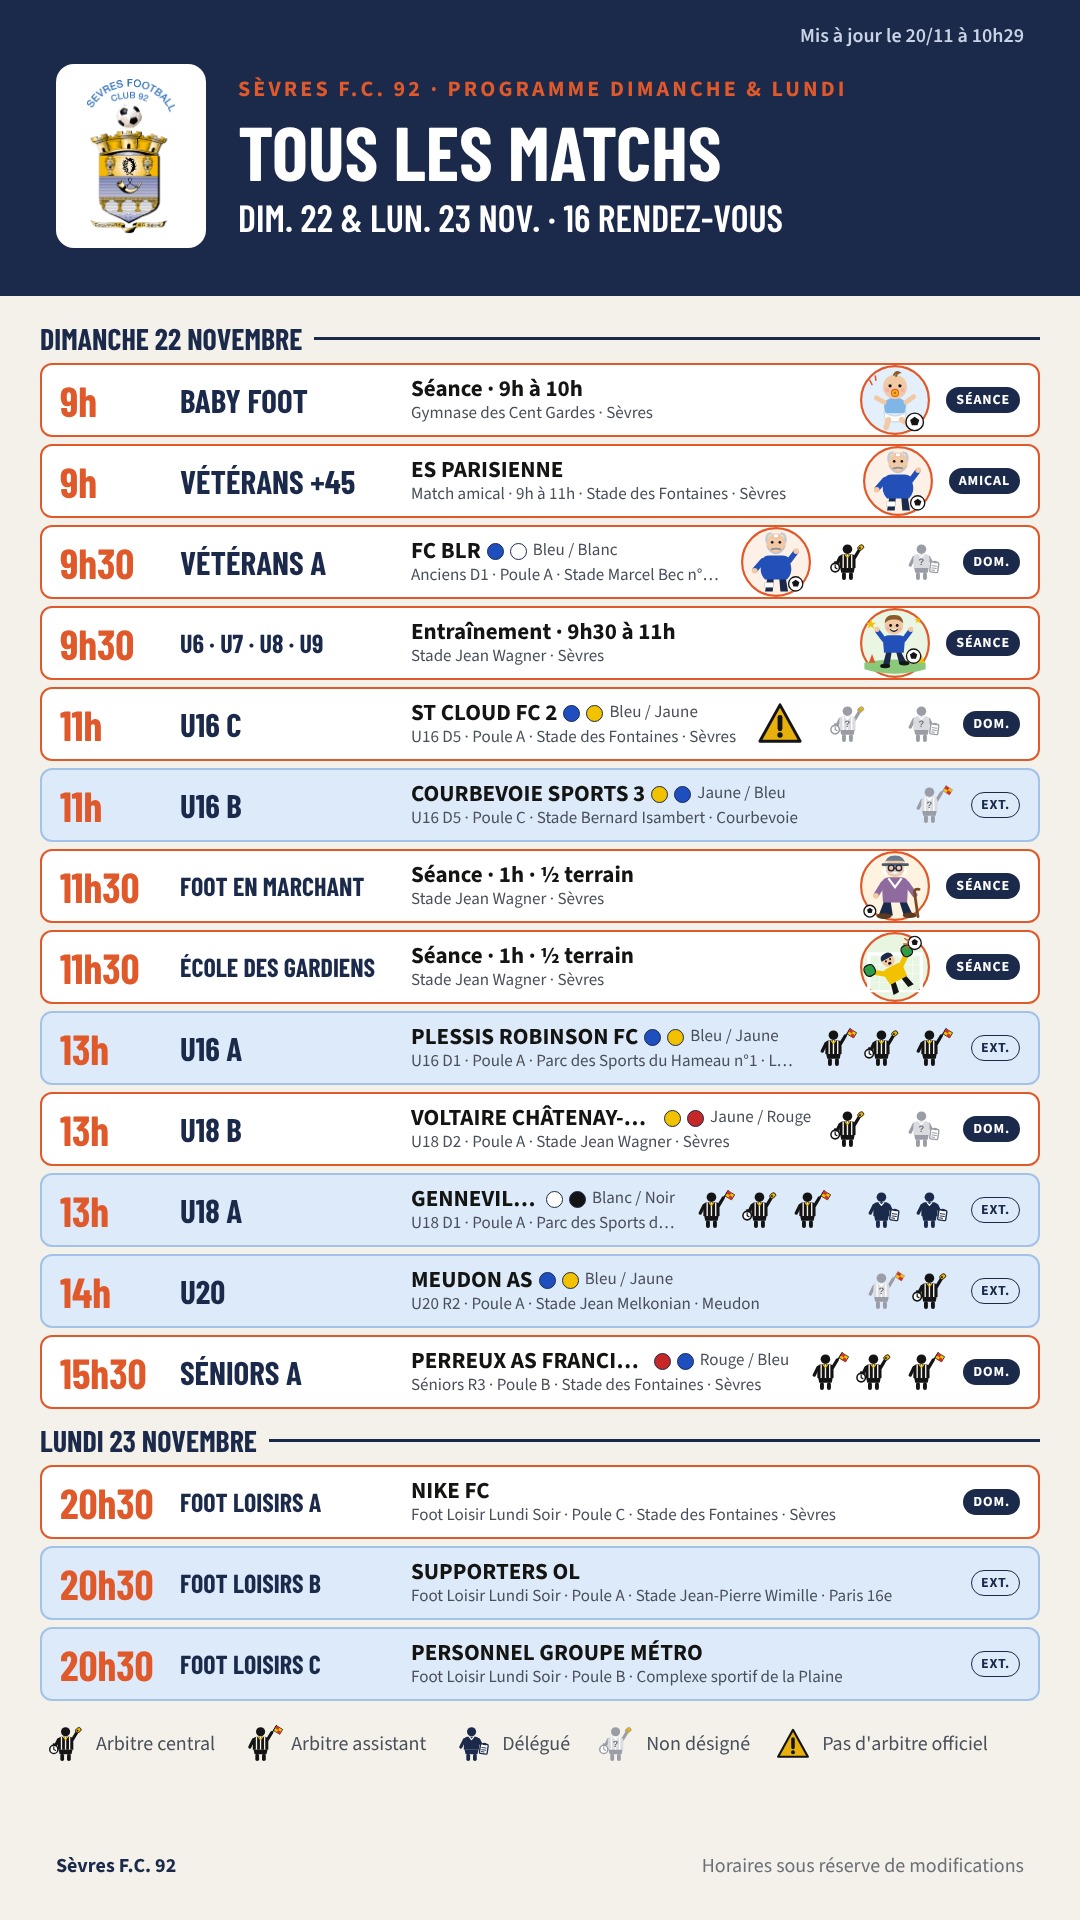 Mis à jour le 20/11 à 10h29
SEVRES FOOTBALL
CLUB 92
SÈVRES F.C. 92 · PROGRAMME DIMANCHE & LUNDI
TOUS LES MATCHS
DIM. 22 & LUN. 23 NOV. · 16 RENDEZ-VOUS
DIMANCHE 22 NOVEMBRE
9h BABY FOOT Séance · 9h à 10h SÉANCE
Gymnase des Cent Gardes · Sèvres
9h VÉTÉRANS +45 ES PARISIENNE AMICAL
Match amical · 9h à 11h · Stade des Fontaines · Sèvres
9h30 VÉTÉRANS A FC BLR Bleu / Blanc ? DOM.
Anciens D1 · Poule A · Stade Marcel Bec n°…
9h30 U6 · U7 · U8 · U9 Entraînement · 9h30 à 11h SÉANCE
Stade Jean Wagner · Sèvres
11h U16 C ST CLOUD FC 2 Bleu / Jaune ! ? ? DOM.
U16 D5 · Poule A · Stade des Fontaines · Sèvres
11h U16 B COURBEVOIE SPORTS 3 Jaune / Bleu ? EXT.
U16 D5 · Poule C · Stade Bernard Isambert · Courbevoie
11h30 FOOT EN MARCHANT Séance · 1h · ½ terrain SÉANCE
Stade Jean Wagner · Sèvres
11h30 ÉCOLE DES GARDIENS Séance · 1h · ½ terrain SÉANCE
Stade Jean Wagner · Sèvres
13h U16 A PLESSIS ROBINSON FC Bleu / Jaune EXT.
U16 D1 · Poule A · Parc des Sports du Hameau n°1 · L…
13h U18 B VOLTAIRE CHÂTENAY-… Jaune / Rouge ? DOM.
U18 D2 · Poule A · Stade Jean Wagner · Sèvres
13h U18 A GENNEVIL… Blanc / Noir EXT.
U18 D1 · Poule A · Parc des Sports d…
14h U20 MEUDON AS Bleu / Jaune ? EXT.
U20 R2 · Poule A · Stade Jean Melkonian · Meudon
15h30 SÉNIORS A PERREUX AS FRANCI… Rouge / Bleu DOM.
Séniors R3 · Poule B · Stade des Fontaines · Sèvres
LUNDI 23 NOVEMBRE
20h30 FOOT LOISIRS A NIKE FC DOM.
Foot Loisir Lundi Soir · Poule C · Stade des Fontaines · Sèvres
20h30 FOOT LOISIRS B SUPPORTERS OL EXT.
Foot Loisir Lundi Soir · Poule A · Stade Jean-Pierre Wimille · Paris 16e
20h30 FOOT LOISIRS C PERSONNEL GROUPE MÉTRO EXT.
Foot Loisir Lundi Soir · Poule B · Complexe sportif de la Plaine
Arbitre central Arbitre assistant Délégué ? Non désigné ! Pas d'arbitre officiel
Sèvres F.C. 92 Horaires sous réserve de modifications